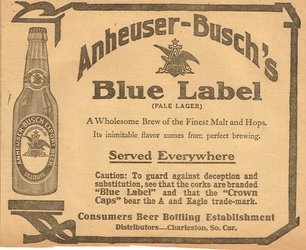 Anheuser-Busch's
Blue Label
(PALE LAGER)
A Wholesome Brew of the Finest Malt and Hops.
Its inimitable flavor comes from perfect brewing.
Served Everywhere
Caution: To guard against deception and
substitution, see that the corks are branded
"Blue Label" and that the "Crown
Caps" bear the A and Eagle trade-mark.
Consumers Beer Bottling Establishment
Distributors—Charleston, So. Car.